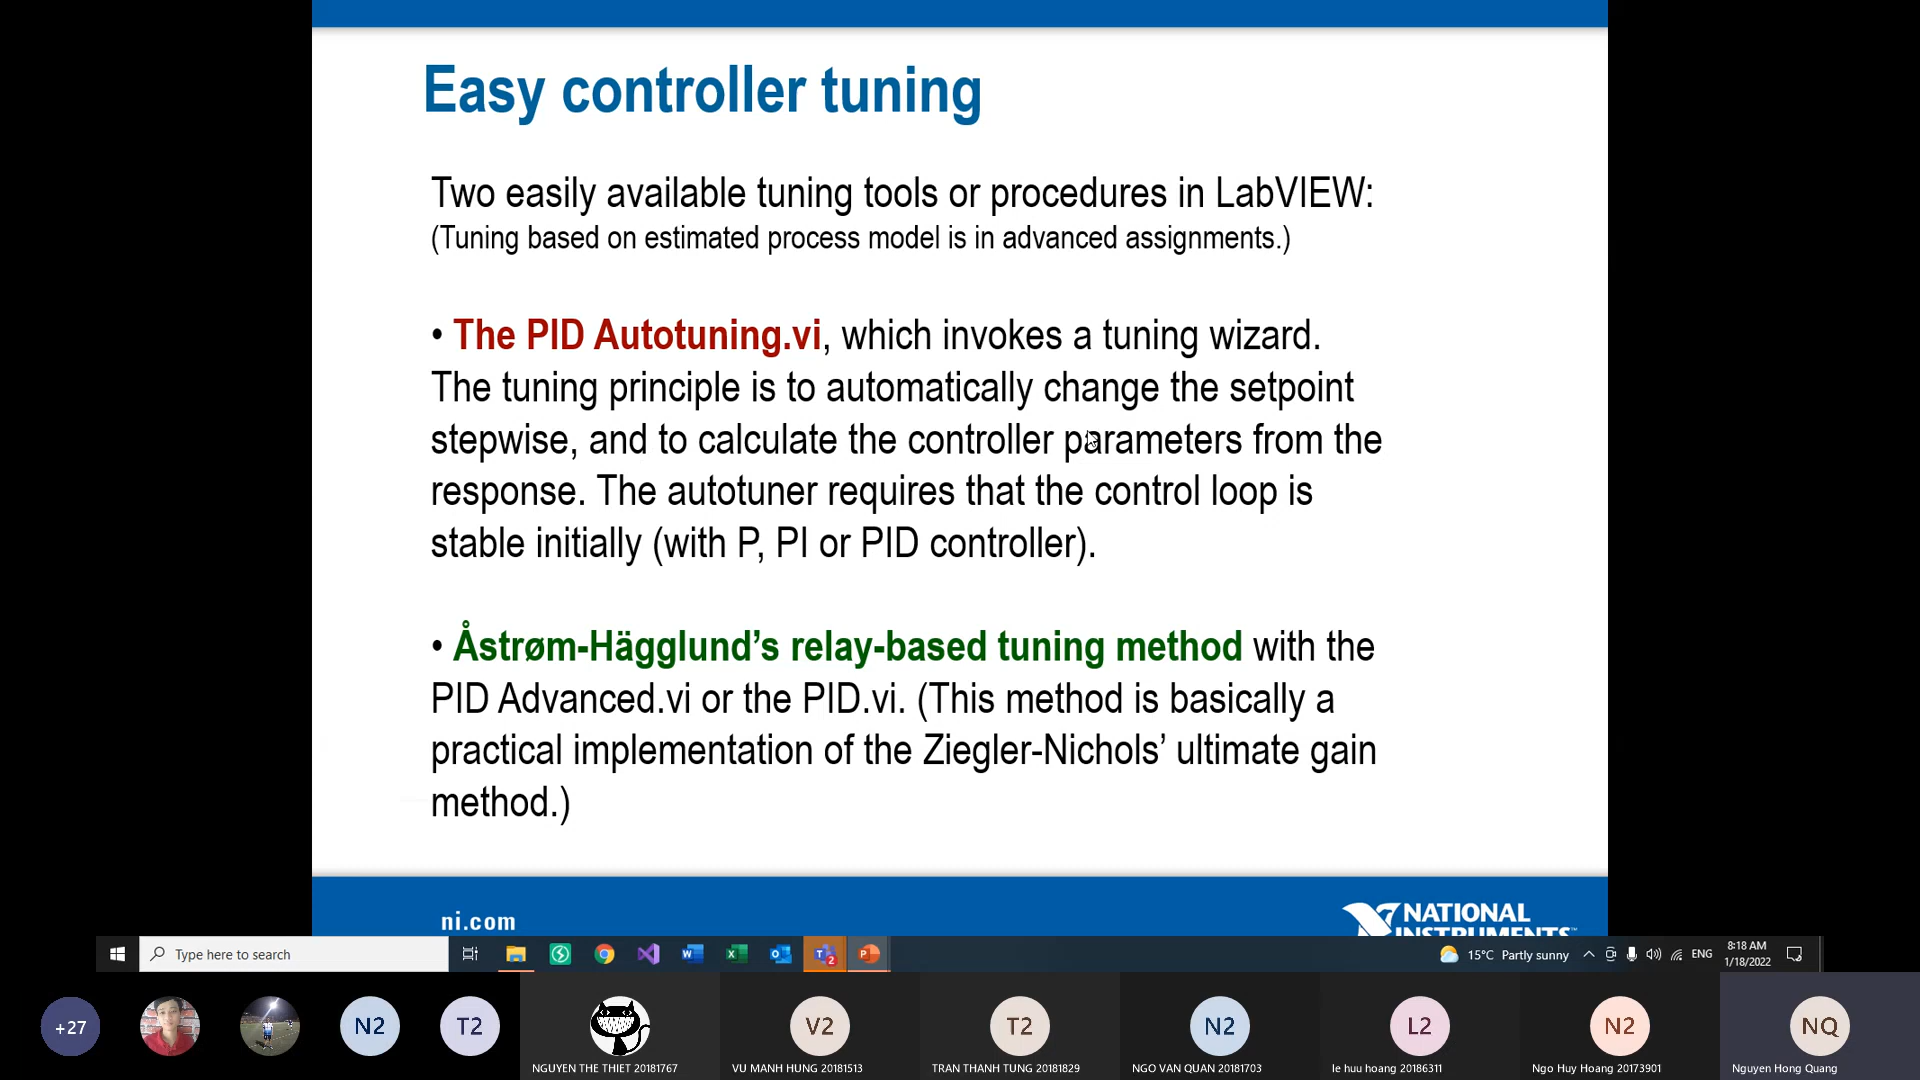 Easy controller tuning
Two easily available tuning tools or procedures in LabVIEW:
(Tuning based on estimated process model is in advanced assignments.)
• The PID Autotuning.vi, which invokes a tuning wizard.
The tuning principle is to automatically change the setpoint
stepwise, and to calculate the controller parameters from the
response. The autotuner requires that the control loop is
stable initially (with P, PI or PID controller).
• Åstrøm-Hägglund’s relay-based tuning method with the
PID Advanced.vi or the PID.vi. (This method is basically a
practical implementation of the Ziegler-Nichols’ ultimate gain
method.)
ni.com
NATIONAL
INSTRUMENTS™
Type here to search
2
15°C Partly sunny
ENG
8:18 AM
1/18/2022
+27
N2
T2
V2
T2
N2
L2
N2
NQ
NGUYEN THE THIET 20181767
VU MANH HUNG 20181513
TRAN THANH TUNG 20181829
NGO VAN QUAN 20181703
le huu hoang 20186311
Ngo Huy Hoang 20173901
Nguyen Hong Quang